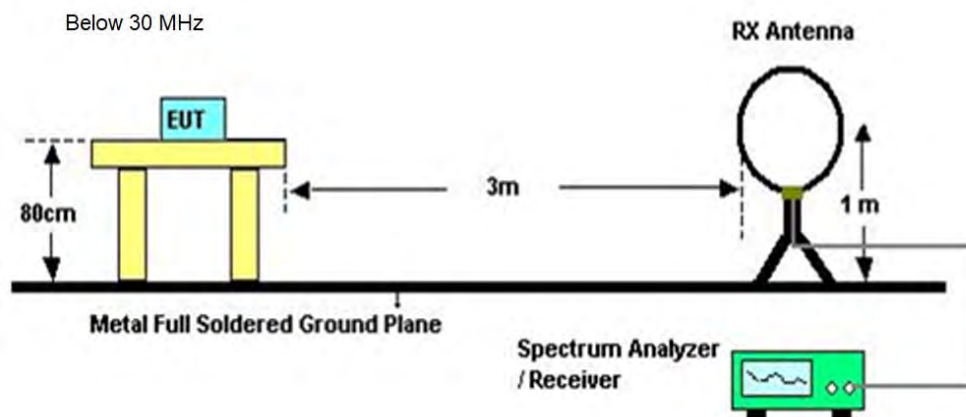 Below 30 MHz
RX Antenna
EUT
80cm
3m
1 m
Metal Full Soldered Ground Plane
Spectrum Analyzer
/ Receiver